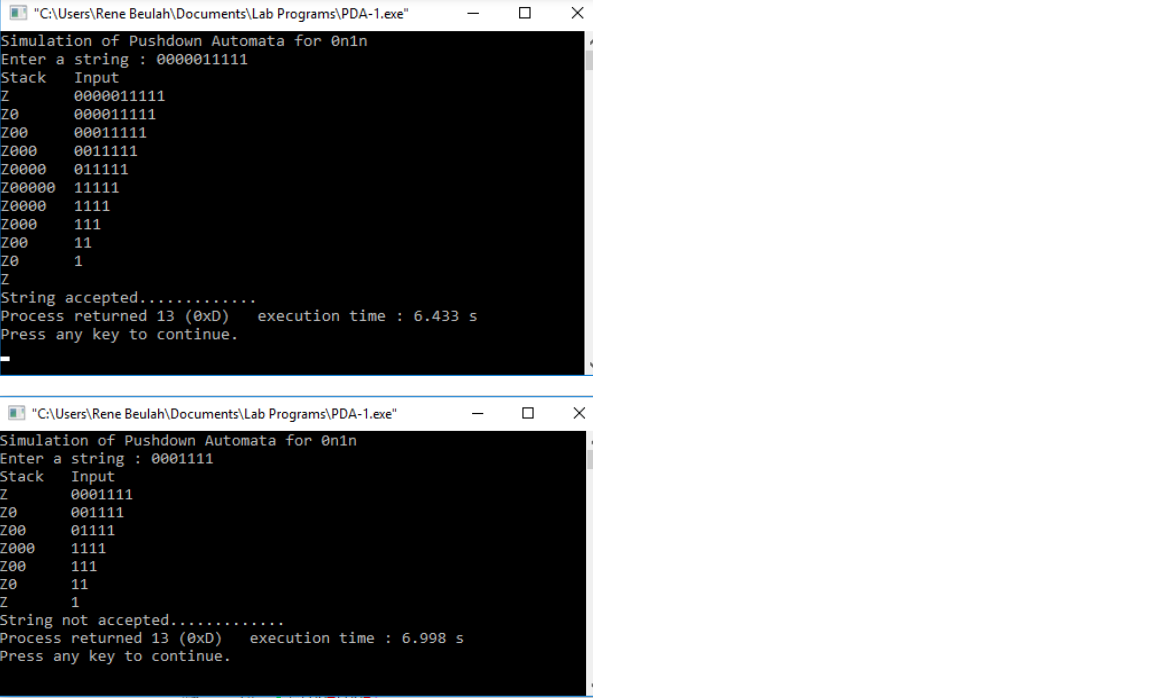 "C:\Users\Rene Beulah\Documents\Lab Programs\PDA-1.exe"
Simulation of Pushdown Automata for 0n1n
Enter a string : 0000011111
Stack   Input
Z       0000011111
Z0      000011111
Z00     00011111
Z000    0011111
Z0000   011111
Z00000  11111
Z0000   1111
Z000    111
Z00     11
Z0      1
Z
String accepted.............
Process returned 13 (0xD)   execution time : 6.433 s
Press any key to continue.
"C:\Users\Rene Beulah\Documents\Lab Programs\PDA-1.exe"
Simulation of Pushdown Automata for 0n1n
Enter a string : 0001111
Stack   Input
Z       0001111
Z0      001111
Z00     01111
Z000    1111
Z00     111
Z0      11
Z       1
String not accepted.............
Process returned 13 (0xD)   execution time : 6.998 s
Press any key to continue.